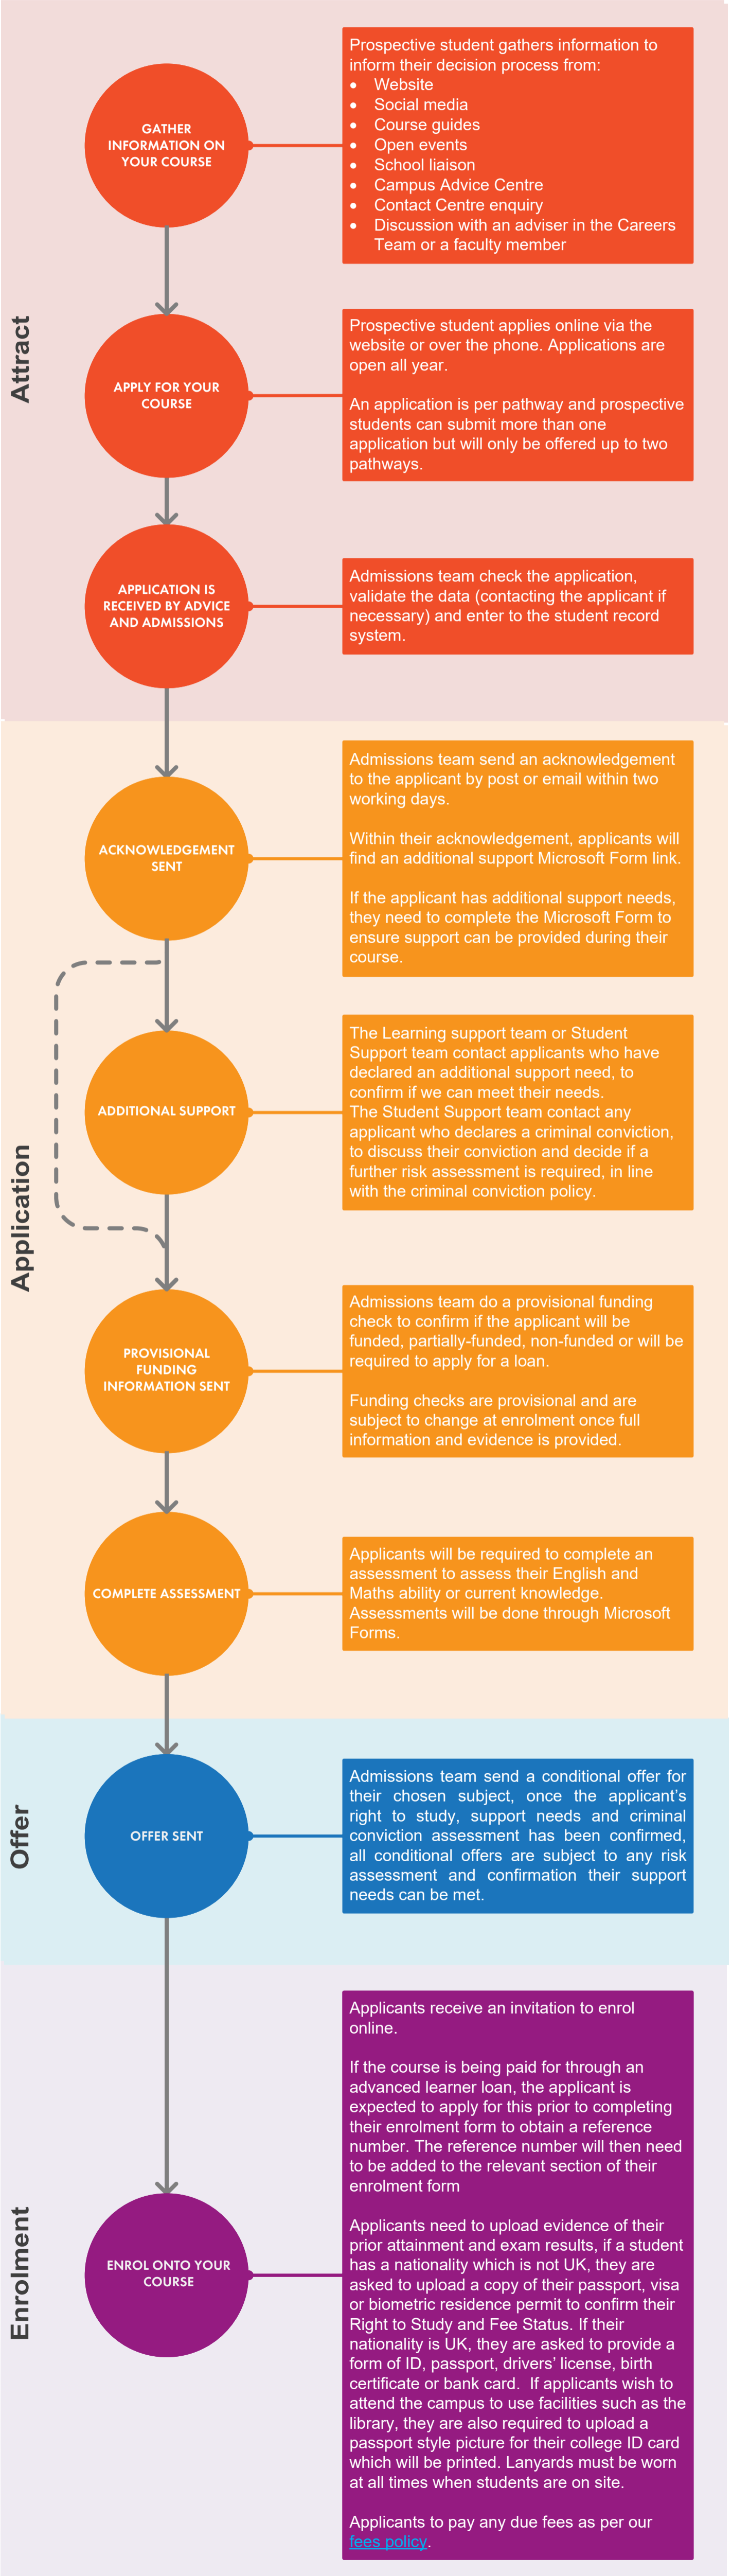 Attract
GATHER
INFORMATION ON
YOUR COURSE
Prospective student gathers information to
inform their decision process from:
• Website
• Social media
• Course guides
• Open events
• School liaison
• Campus Advice Centre
• Contact Centre enquiry
• Discussion with an adviser in the Careers
Team or a faculty member
APPLY FOR YOUR
COURSE
Prospective student applies online via the
website or over the phone. Applications are
open all year.
An application is per pathway and prospective
students can submit more than one
application but will only be offered up to two
pathways.
APPLICATION IS
RECEIVED BY ADVICE
AND ADMISSIONS
Admissions team check the application,
validate the data (contacting the applicant if
necessary) and enter to the student record
system.
Application
ACKNOWLEDGEMENT
SENT
Admissions team send an acknowledgement
to the applicant by post or email within two
working days.
Within their acknowledgement, applicants will
find an additional support Microsoft Form link.
If the applicant has additional support needs,
they need to complete the Microsoft Form to
ensure support can be provided during their
course.
ADDITIONAL SUPPORT
The Learning support team or Student
Support team contact applicants who have
declared an additional support need, to
confirm if we can meet their needs.
The Student Support team contact any
applicant who declares a criminal conviction,
to discuss their conviction and decide if a
further risk assessment is required, in line
with the criminal conviction policy.
PROVISIONAL
FUNDING
INFORMATION SENT
Admissions team do a provisional funding
check to confirm if the applicant will be
funded, partially-funded, non-funded or will be
required to apply for a loan.
Funding checks are provisional and are
subject to change at enrolment once full
information and evidence is provided.
COMPLETE ASSESSMENT
Applicants will be required to complete an
assessment to assess their English and
Maths ability or current knowledge.
Assessments will be done through Microsoft
Forms.
Offer
OFFER SENT
Admissions team send a conditional offer for
their chosen subject, once the applicant's
right to study, support needs and criminal
conviction assessment has been confirmed,
all conditional offers are subject to any risk
assessment and confirmation their support
needs can be met.
Enrolment
ENROL ONTO YOUR
COURSE
Applicants receive an invitation to enrol
online.
If the course is being paid for through an
advanced learner loan, the applicant is
expected to apply for this prior to completing
their enrolment form to obtain a reference
number. The reference number will then need
to be added to the relevant section of their
enrolment form
Applicants need to upload evidence of their
prior attainment and exam results, if a student
has a nationality which is not UK, they are
asked to upload a copy of their passport, visa
or biometric residence permit to confirm their
Right to Study and Fee Status. If their
nationality is UK, they are asked to provide a
form of ID, passport, drivers' license, birth
certificate or bank card. If applicants wish to
attend the campus to use facilities such as the
library, they are also required to upload a
passport style picture for their college ID card
which will be printed. Lanyards must be worn
at all times when students are on site.
Applicants to pay any due fees as per our
fees policy.